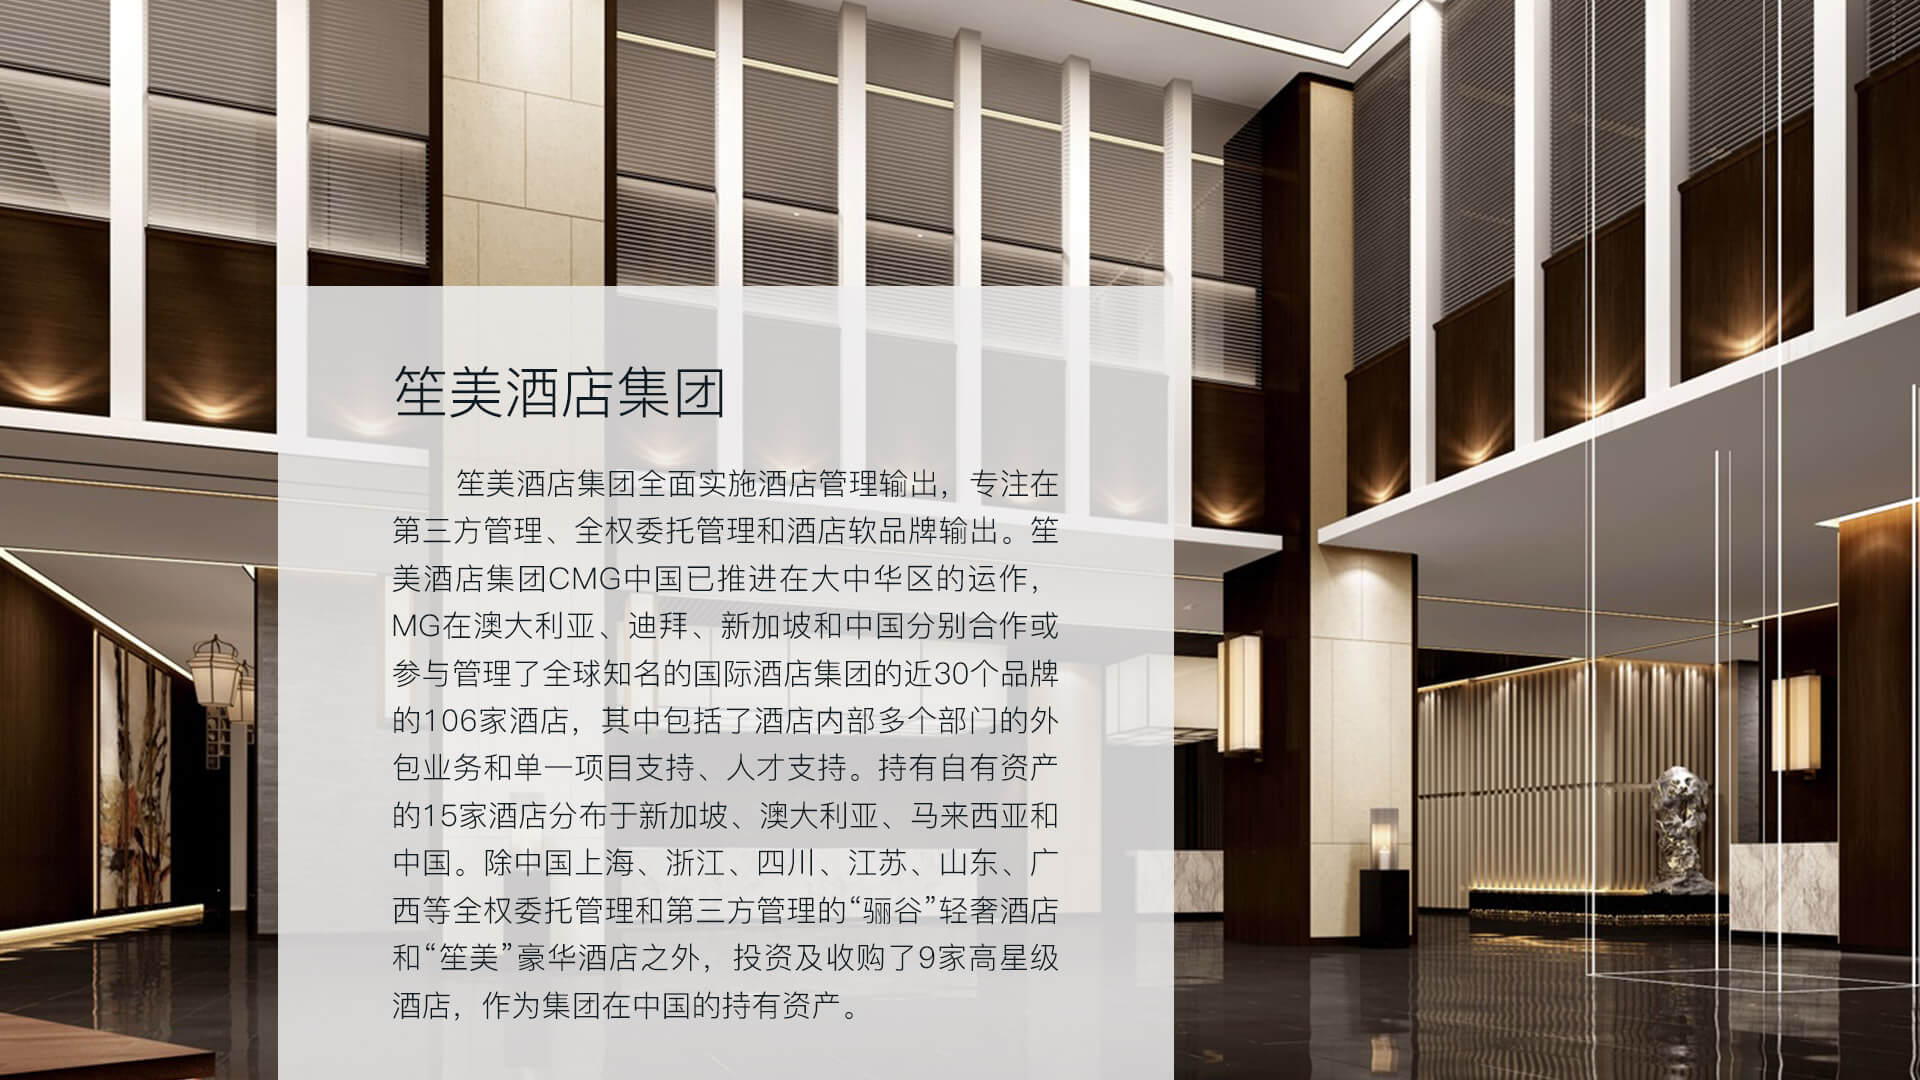 笙美酒店集团
笙美酒店集团全面实施酒店管理输出，专注在
第三方管理、全权委托管理和酒店软品牌输出。笙
美酒店集团CMG中国已推进在大中华区的运作，
MG在澳大利亚、迪拜、新加坡和中国分别合作或
参与管理了全球知名的国际酒店集团的近30个品牌
的106家酒店，其中包括了酒店内部多个部门的外
包业务和单一项目支持、人才支持。持有自有资产
的15家酒店分布于新加坡、澳大利亚、马来西亚和
中国。除中国上海、浙江、四川、江苏、山东、广
西等全权委托管理和第三方管理的“骊谷”轻奢酒店
和“笙美”豪华酒店之外，投资及收购了9家高星级
酒店，作为集团在中国的持有资产。